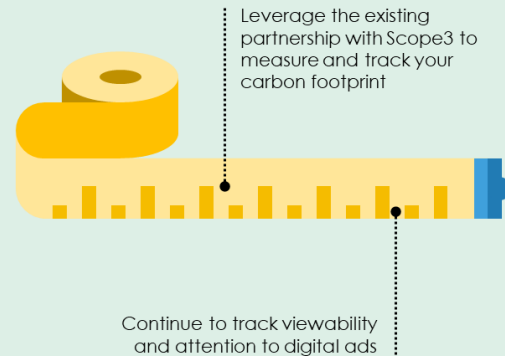 Leverage the existing
partnership with Scope3 to
measure and track your
carbon footprint
Continue to track viewability
and attention to digital ads